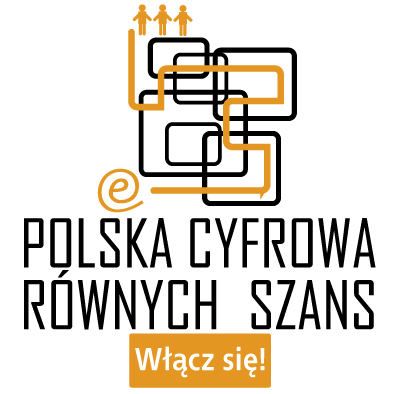 e
POLSKA CYFROWA
RÓWNYCH SZANS
Włącz się!